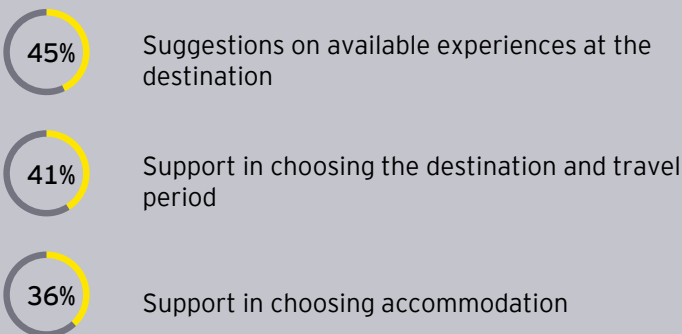 45%
Suggestions on available experiences at the
destination
41%
Support in choosing the destination and travel
period
36%
Support in choosing accommodation